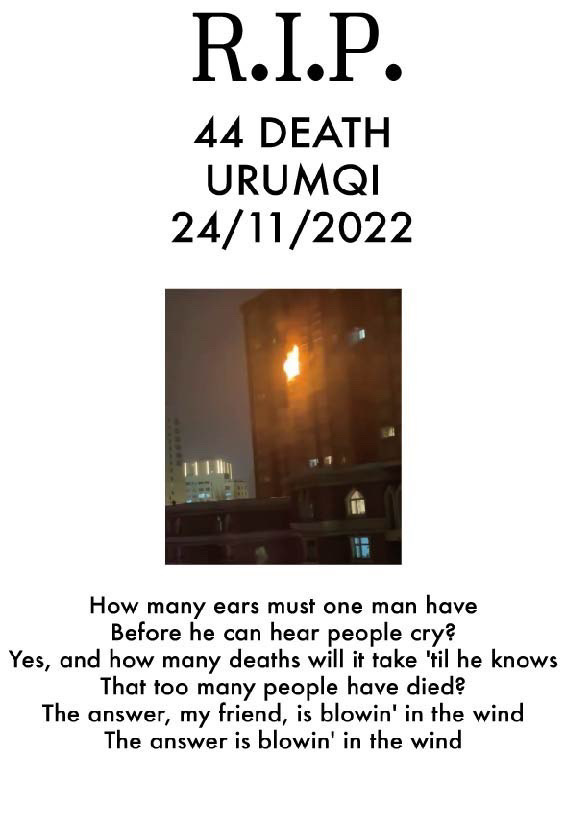 R.I.P.
44 DEATH
URUMQI
24/11/2022
How many ears must one man have
Before he can hear people cry?
Yes, and how many deaths will it take 'til he knows
That too many people have died?
The answer, my friend, is blowin' in the wind
The answer is blowin' in the wind